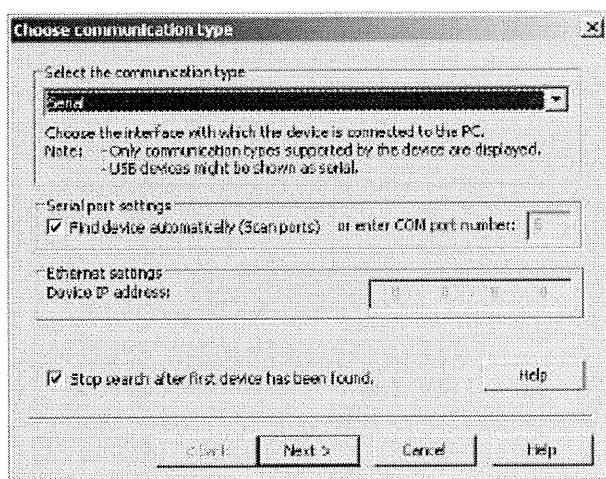 Choose communication type
Select the communication type
Serial
Choose the interface with which the device is connected to the PC.
Note: - Only communication types supported by the device are displayed.
- USB devices might be shown as serial.
Serial port settings
Find device automatically (Scan ports) or enter COM port number:
Ethernet settings
Device IP address:
Stop search after first device has been found.
Help
< Back Next > Cancel Help